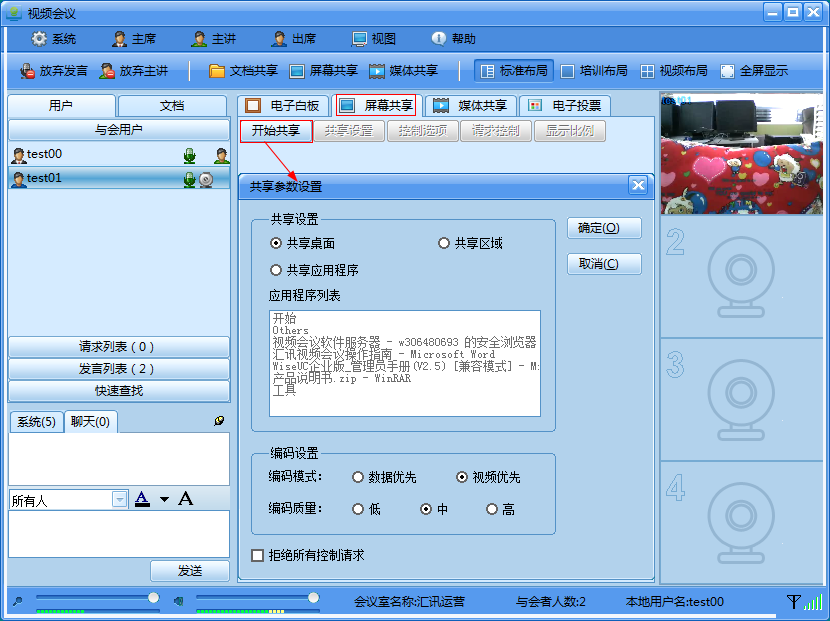 视频会议
系统 主席 主讲 出席 视图 帮助
放弃发言 放弃主讲 文档共享 屏幕共享 媒体共享 标准布局 培训布局 视频布局 全屏显示
用户 文档
与会用户
test00
test01
请求列表 ( 0 )
发言列表 ( 2 )
快速查找
系统(5) 聊天(0)
所有人 A A
发送
电子白板 屏幕共享 媒体共享 电子投票
开始共享 共享设置 控制选项 请求控制 显示比例
共享参数设置
共享设置
共享桌面 共享区域
共享应用程序
应用程序列表
开始
Others
视频会议软件服务器 - w306480693 的安全浏览器
汇讯视频会议操作指南 - Microsoft Word
WiseUC企业版_管理员手册(V2.5) [兼容模式] - M
产品说明书.zip - WinRAR
工具
确定(O)
取消(C)
编码设置
编码模式: 数据优先 视频优先
编码质量: 低 中 高
拒绝所有控制请求
2
3
4
会议室名称:汇讯运营 与会者人数:2 本地用户名:test00